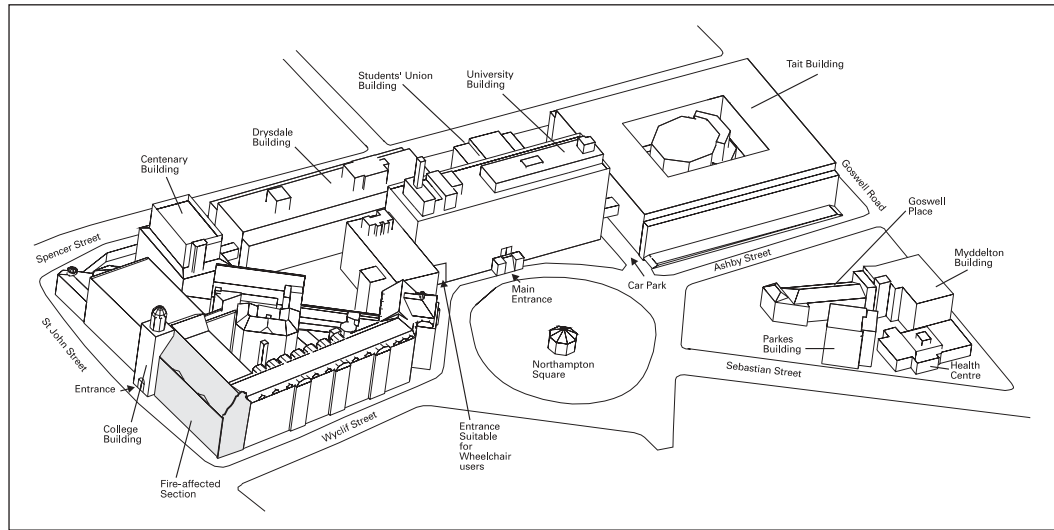 Tait Building
University
Building
Students' Union
Building
Drysdale
Building
Centenary
Building
Goswell Road
Goswell
Place
Spencer Street
Ashby Street
Myddelton
Building
Car Park
Main
Entrance
St John Street
Northampton
Square
Parkes
Building
Health
Centre
Sebastian Street
Entrance
Wyclif Street
College
Building
Entrance
Suitable
for
Wheelchair
users
Fire-affected
Section